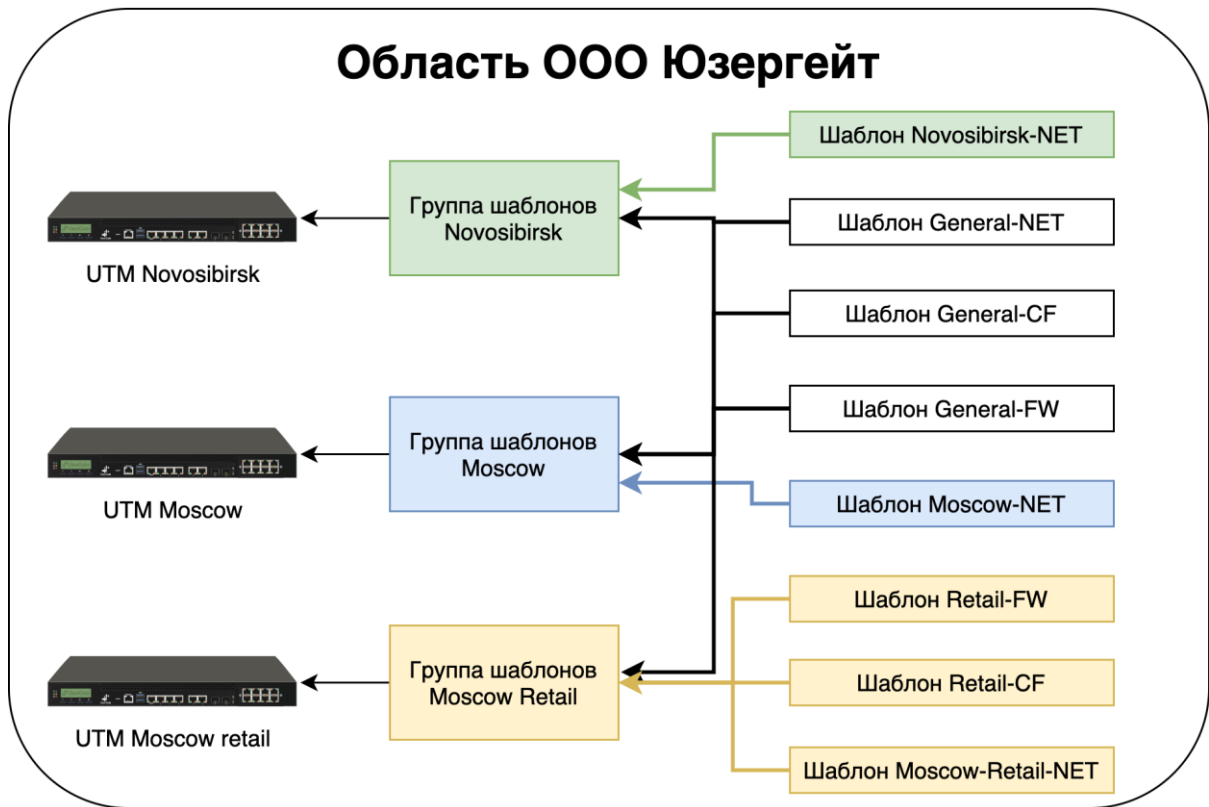 Область ООО Юзергейт
Шаблон Novosibirsk-NET
Группа шаблонов
Novosibirsk
Шаблон General-NET
UTM Novosibirsk
Шаблон General-CF
Шаблон General-FW
Группа шаблонов
Moscow
UTM Moscow
Шаблон Moscow-NET
Шаблон Retail-FW
Группа шаблонов
Moscow Retail
Шаблон Retail-CF
UTM Moscow retail
Шаблон Moscow-Retail-NET